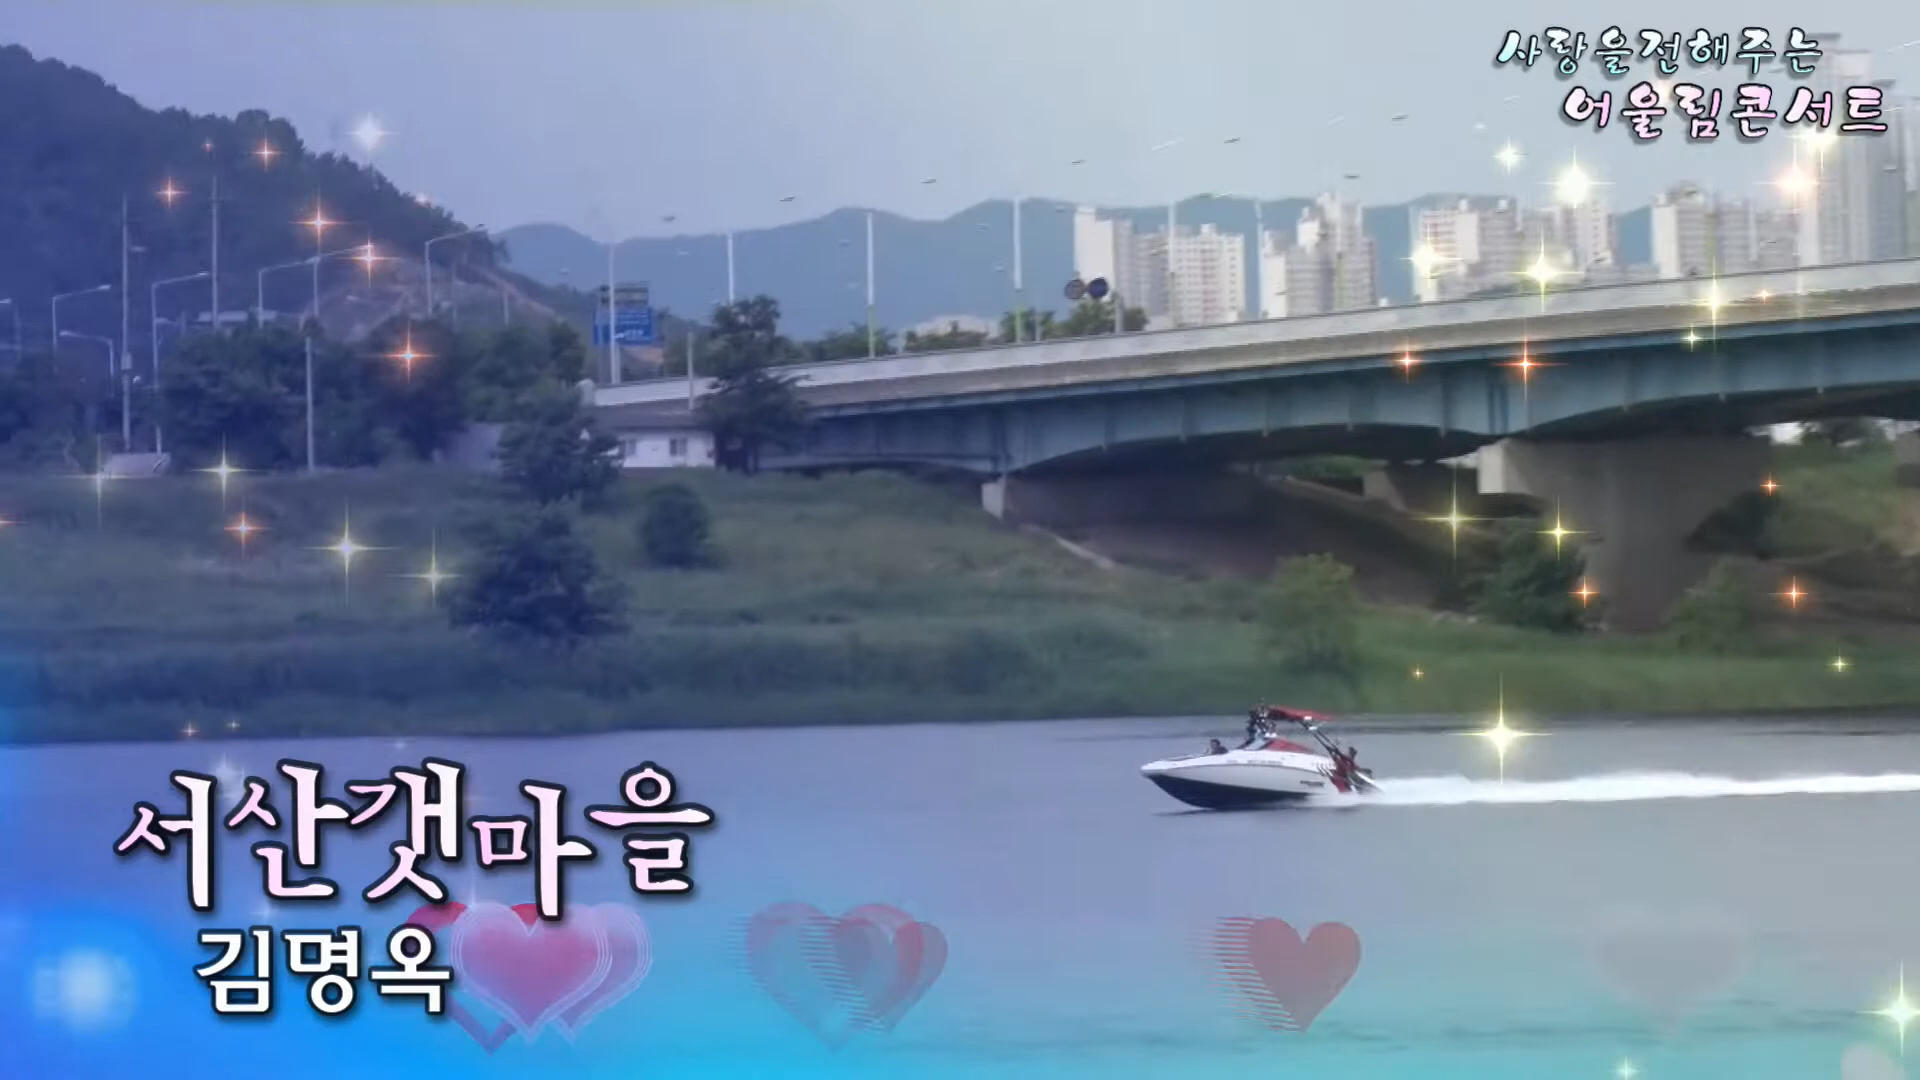 사랑을전해주는
어울림콘서트
서산갯마을
김명옥